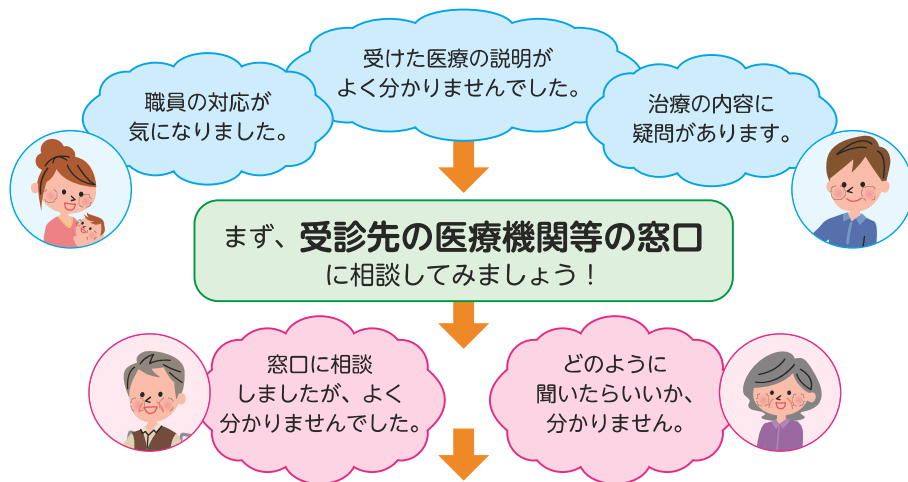 受けた医療の説明が
よく分かりませんでした。
職員の対応が
気になりました。
治療の内容に
疑問があります。
まず、受診先の医療機関等の窓口
に相談してみましょう！
窓口に相談
しましたが、よく
分かりませんでした。
どのように
聞いたらいいか、
分かりません。